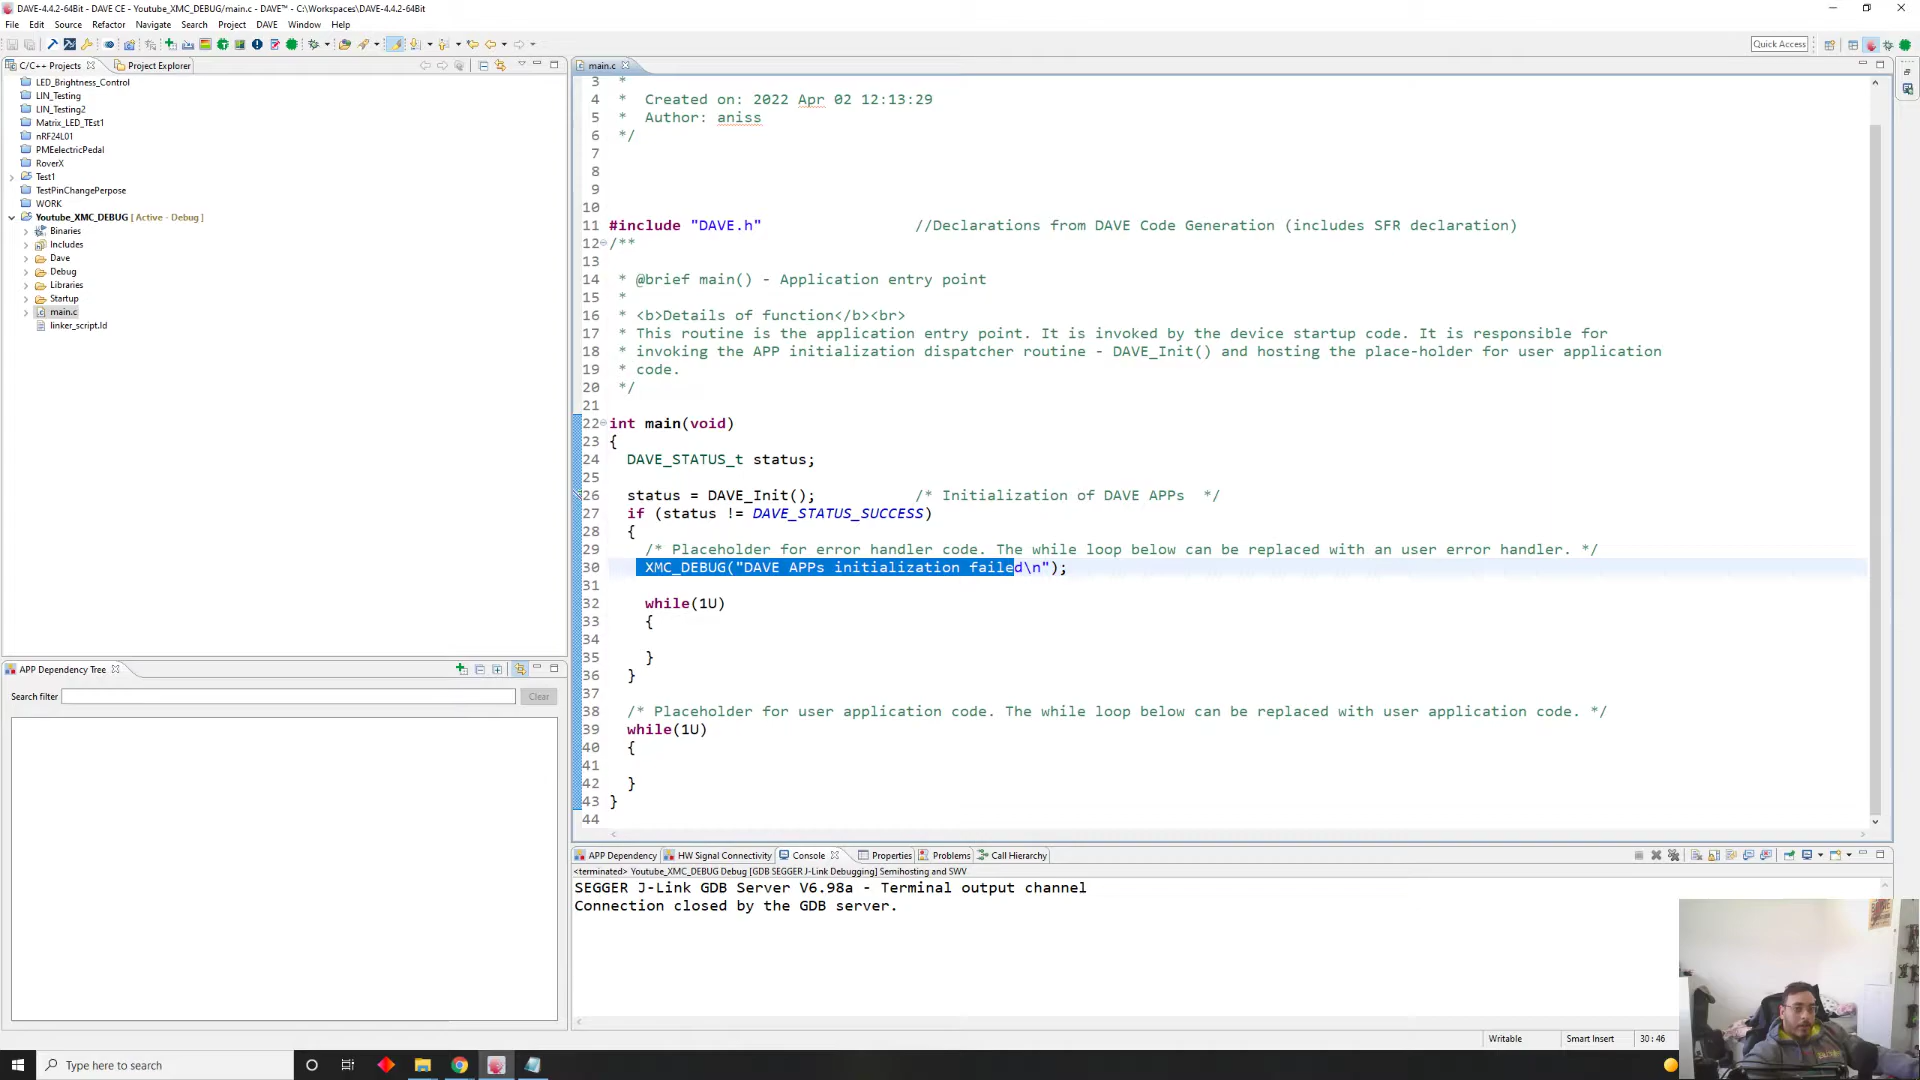 DAVE-4.4.2-64Bit - DAVE CE - Youtube_XMC_DEBUG/main.c - DAVE™ - C:\Workspaces\DAVE-4.4.2-64Bit
File Edit Source Refactor Navigate Search Project DAVE Window Help
Quick Access
C/C++ Projects Project Explorer
LED_Brightness_Control
LIN_Testing
LIN_Testing2
Matrix_LED_TEst1
nRF24L01
PMEelectricPedal
RoverX
Test1
TestPinChangePerpose
WORK
Youtube_XMC_DEBUG [ Active - Debug ]
Binaries
Includes
Dave
Debug
Libraries
Startup
main.c
linker_script.ld
APP Dependency Tree
Search filter Clear
main.c
3 *
4 * Created on: 2022 Apr 02 12:13:29
5 * Author: aniss
6 */
7
8
9
10
11 #include "DAVE.h" //Declarations from DAVE Code Generation (includes SFR declaration)
12 /**
13
14 * @brief main() - Application entry point
15 *
16 * <b>Details of function</b><br>
17 * This routine is the application entry point. It is invoked by the device startup code. It is responsible for
18 * invoking the APP initialization dispatcher routine - DAVE_Init() and hosting the place-holder for user application
19 * code.
20 */
21
22 int main(void)
23 {
24 DAVE_STATUS_t status;
25
26 status = DAVE_Init(); /* Initialization of DAVE APPs */
27 if (status != DAVE_STATUS_SUCCESS)
28 {
29 /* Placeholder for error handler code. The while loop below can be replaced with an user error handler. */
30 XMC_DEBUG("DAVE APPs initialization failed\n");
31
32 while(1U)
33 {
34
35 }
36 }
37
38 /* Placeholder for user application code. The while loop below can be replaced with user application code. */
39 while(1U)
40 {
41
42 }
43 }
44
APP Dependency HW Signal Connectivity Console Properties Problems Call Hierarchy
<terminated> Youtube_XMC_DEBUG Debug [GDB SEGGER J-Link Debugging] Semihosting and SWV
SEGGER J-Link GDB Server V6.98a - Terminal output channel
Connection closed by the GDB server.
Writable Smart Insert 30 : 46
Type here to search